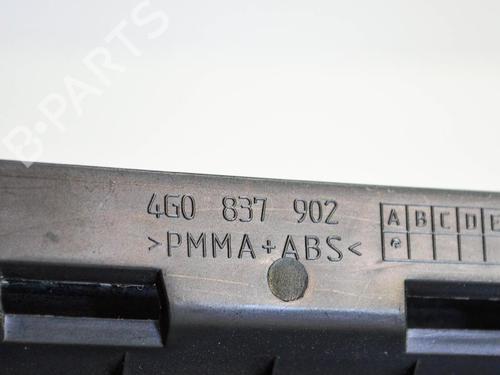 B-PARTS
4G0 837 902
>PMMA+ABS<
A B C D E